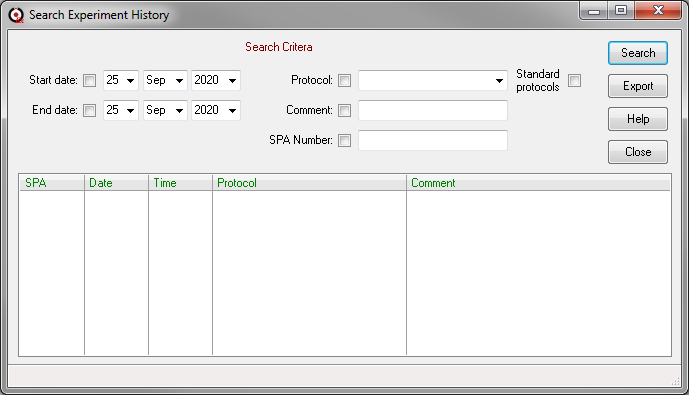 Search Experiment History
Search Critera
Search
Start date: 25 Sep 2020 Protocol: Standard protocols
Export
End date: 25 Sep 2020 Comment:
Help
SPA Number:
Close
SPA Date Time Protocol Comment